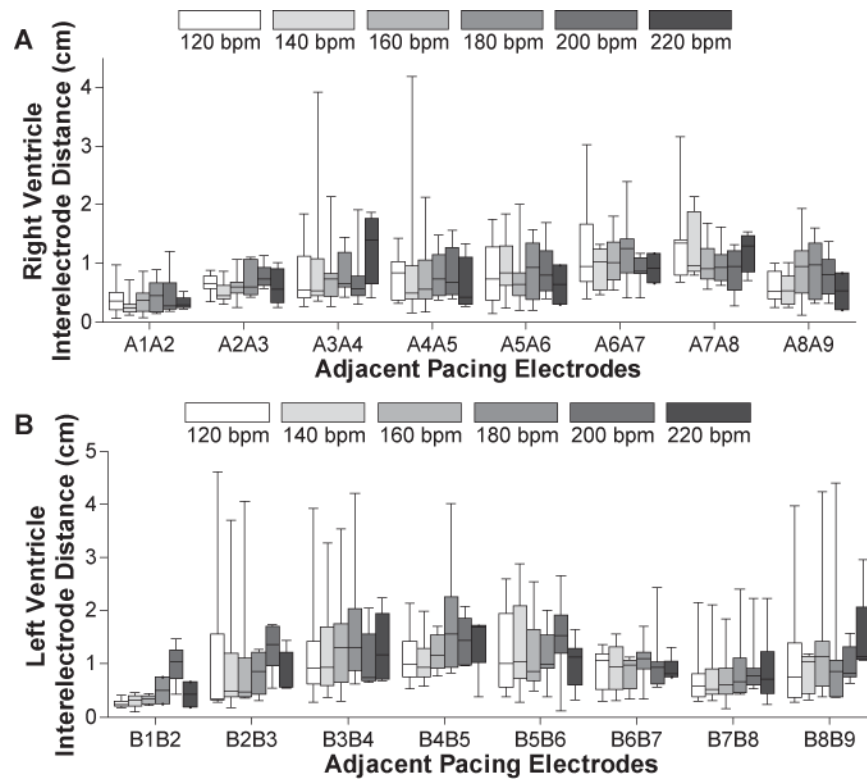 A
120 bpm 140 bpm 160 bpm 180 bpm 200 bpm 220 bpm
Right Ventricle
Interelectrode Distance (cm)
4
3
2
1
0
A1A2 A2A3 A3A4 A4A5 A5A6 A6A7 A7A8 A8A9
Adjacent Pacing Electrodes
B
120 bpm 140 bpm 160 bpm 180 bpm 200 bpm 220 bpm
Left Ventricle
Interelectrode Distance (cm)
5
4
3
2
1
0
B1B2 B2B3 B3B4 B4B5 B5B6 B6B7 B7B8 B8B9
Adjacent Pacing Electrodes